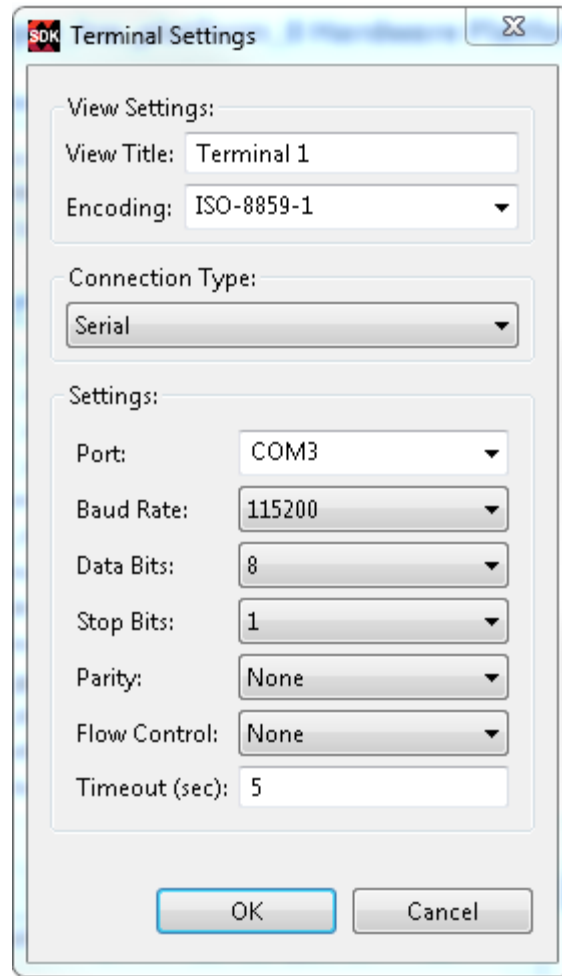 SDK Terminal Settings
View Settings:
View Title: Terminal 1
Encoding: ISO-8859-1
Connection Type:
Serial
Settings:
Port: COM3
Baud Rate: 115200
Data Bits: 8
Stop Bits: 1
Parity: None
Flow Control: None
Timeout (sec): 5
OK Cancel